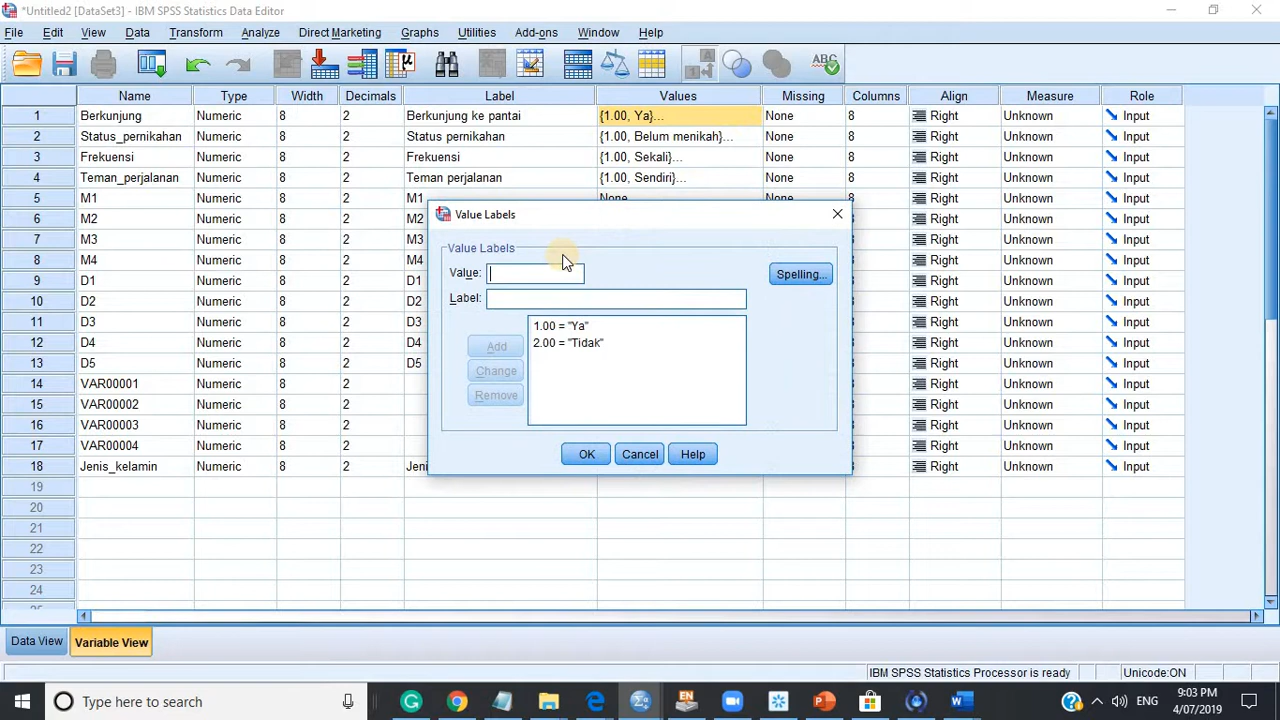 *Untitled2 [DataSet3] - IBM SPSS Statistics Data Editor
File Edit View Data Transform Analyze Direct Marketing Graphs Utilities Add-ons Window Help
Name Type Width Decimals Label Values Missing Columns Align Measure Role
1 Berkunjung Numeric 8 2 Berkunjung ke pantai {1.00, Ya}... None 8 Right Unknown Input
2 Status_pernikahan Numeric 8 2 Status pernikahan {1.00, Belum menikah}... None 8 Right Unknown Input
3 Frekuensi Numeric 8 2 Frekuensi {1.00, Sekali}... None 8 Right Unknown Input
4 Teman_perjalanan Numeric 8 2 Teman perjalanan {1.00, Sendiri}... None 8 Right Unknown Input
5 M1 Numeric 8 2 M1 None None 8 Right Unknown Input
6 M2 Numeric 8 2 M2 Right Unknown Input
7 M3 Numeric 8 2 M3 Right Unknown Input
8 M4 Numeric 8 2 M4 Right Unknown Input
9 D1 Numeric 8 2 D1 Right Unknown Input
10 D2 Numeric 8 2 D2 Right Unknown Input
11 D3 Numeric 8 2 D3 Right Unknown Input
12 D4 Numeric 8 2 D4 Right Unknown Input
13 D5 Numeric 8 2 D5 Right Unknown Input
14 VAR00001 Numeric 8 2 Right Unknown Input
15 VAR00002 Numeric 8 2 Right Unknown Input
16 VAR00003 Numeric 8 2 Right Unknown Input
17 VAR00004 Numeric 8 2 Right Unknown Input
18 Jenis_kelamin Numeric 8 2 Right Unknown Input
19
20
21
22
23
24
Value Labels
Value Labels
Value:
Spelling...
Label:
1.00 = "Ya"
2.00 = "Tidak"
Add
Change
Remove
OK Cancel Help
Data View Variable View
IBM SPSS Statistics Processor is ready Unicode:ON
Type here to search
ENG
9:03 PM
4/07/2019